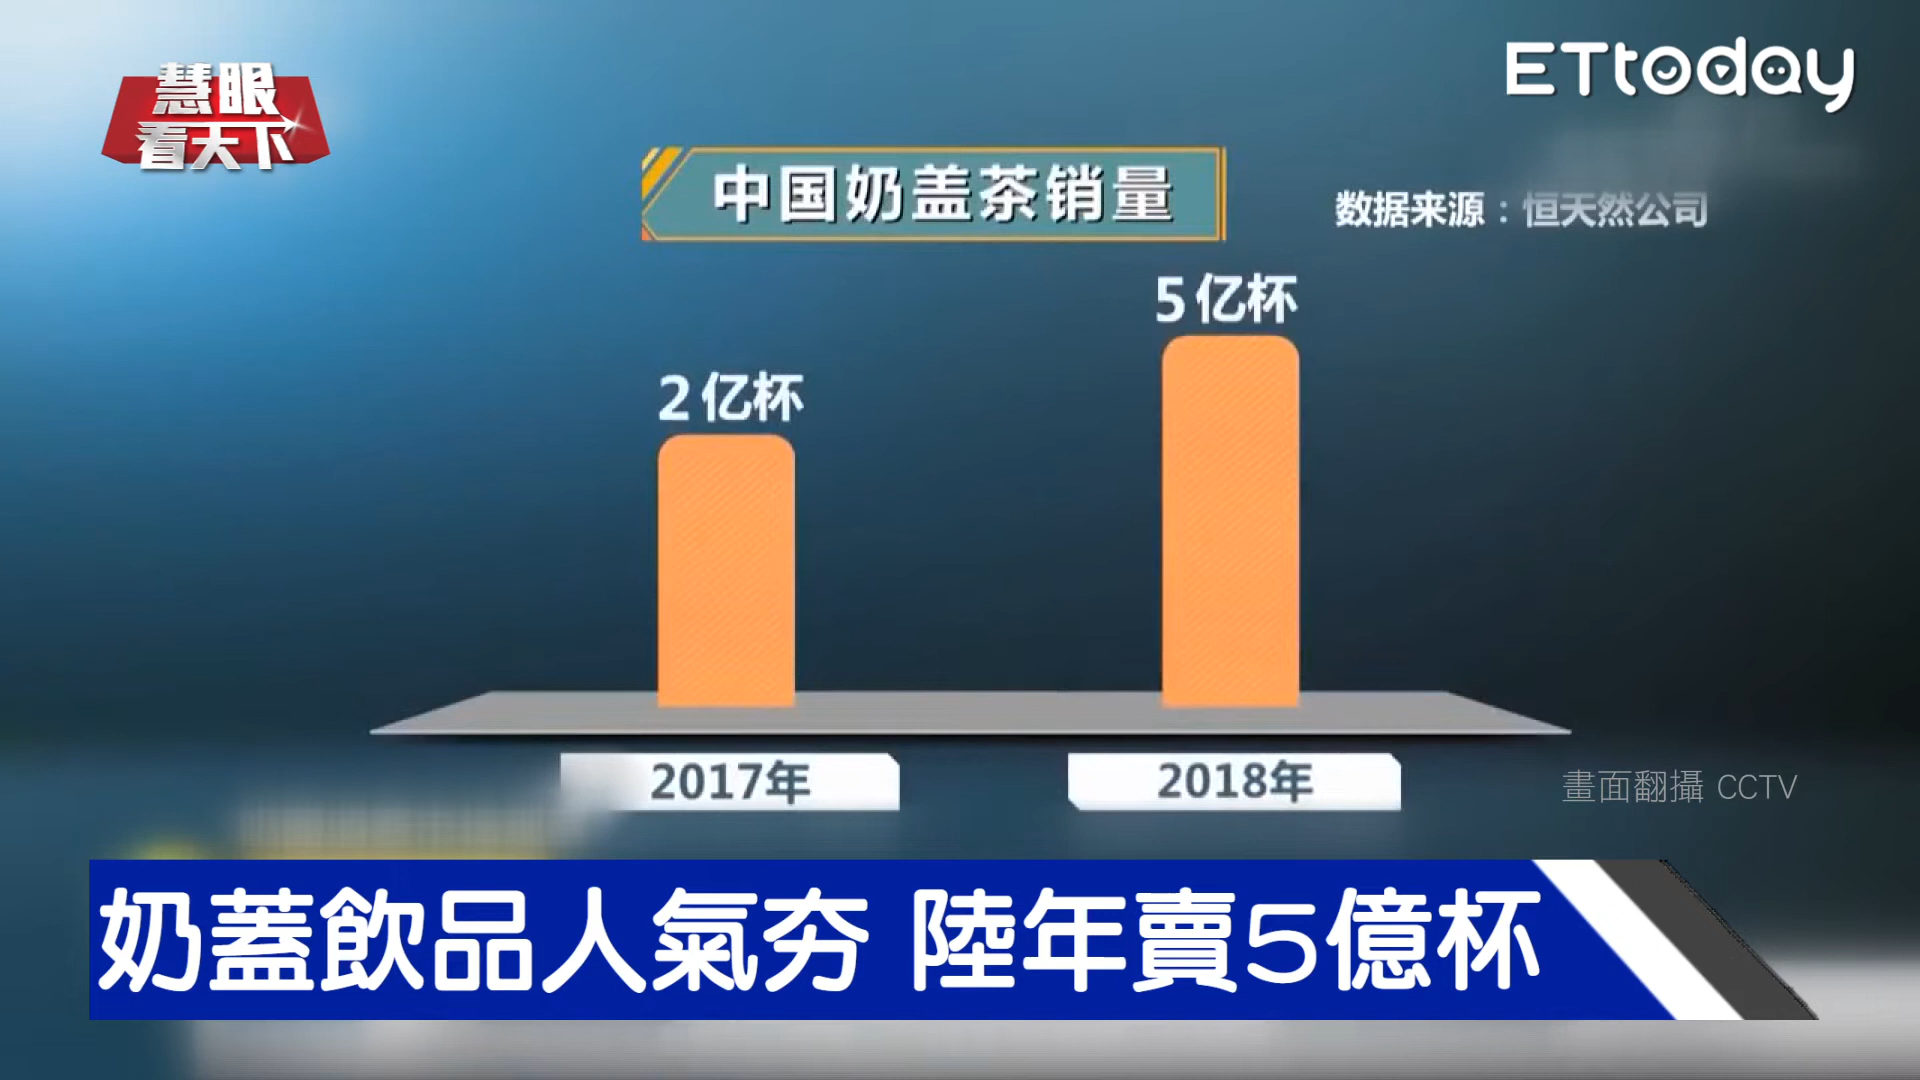 慧眼
看天下
ETtoday
中国奶盖茶销量
数据来源：恒天然公司
5亿杯
2亿杯
2017年
2018年
畫面翻攝 CCTV
奶蓋飲品人氣夯 陸年賣5億杯